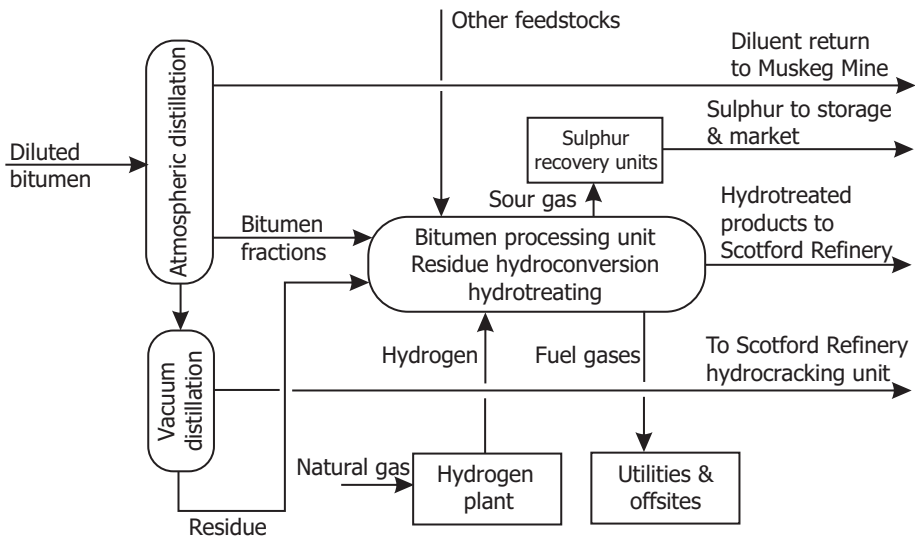 Other feedstocks
Diluent return
to Muskeg Mine
Sulphur to storage
& market
Sulphur
recovery units
Diluted
bitumen
Atmospheric distillation
Sour gas
Hydrotreated
products to
Scotford Refinery
Bitumen
fractions
Bitumen processing unit
Residue hydroconversion
hydrotreating
Hydrogen
Fuel gases
To Scotford Refinery
hydrocracking unit
Vacuum
distillation
Natural gas
Hydrogen
plant
Utilities &
offsites
Residue